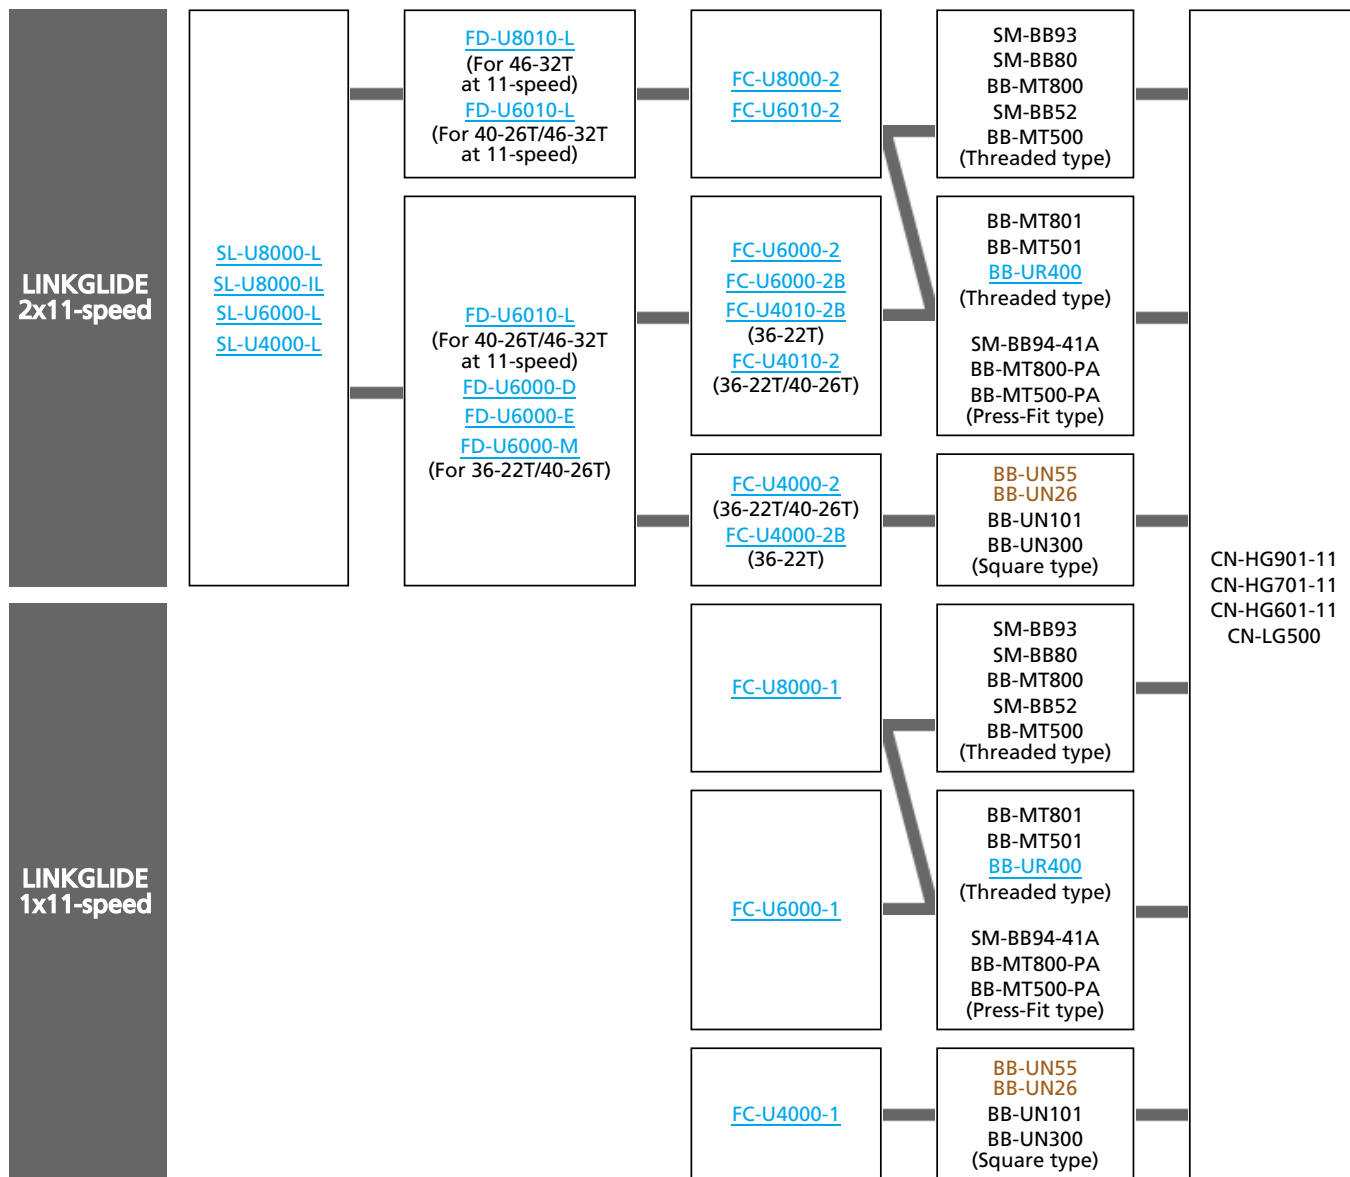 LINKGLIDE
2x11-speed
SL-U8000-L
SL-U8000-IL
SL-U6000-L
SL-U4000-L
FD-U8010-L
(For 46-32T
at 11-speed)
FD-U6010-L
(For 40-26T/46-32T
at 11-speed)
FD-U6010-L
(For 40-26T/46-32T
at 11-speed)
FD-U6000-D
FD-U6000-E
FD-U6000-M
(For 36-22T/40-26T)
FC-U8000-2
FC-U6010-2
FC-U6000-2
FC-U6000-2B
FC-U4010-2B
(36-22T)
FC-U4010-2
(36-22T/40-26T)
FC-U4000-2
(36-22T/40-26T)
FC-U4000-2B
(36-22T)
SM-BB93
SM-BB80
BB-MT800
SM-BB52
BB-MT500
(Threaded type)
BB-MT801
BB-MT501
BB-UR400
(Threaded type)
SM-BB94-41A
BB-MT800-PA
BB-MT500-PA
(Press-Fit type)
BB-UN55
BB-UN26
BB-UN101
BB-UN300
(Square type)
CN-HG901-11
CN-HG701-11
CN-HG601-11
CN-LG500
LINKGLIDE
1x11-speed
FC-U8000-1
FC-U6000-1
FC-U4000-1
SM-BB93
SM-BB80
BB-MT800
SM-BB52
BB-MT500
(Threaded type)
BB-MT801
BB-MT501
BB-UR400
(Threaded type)
SM-BB94-41A
BB-MT800-PA
BB-MT500-PA
(Press-Fit type)
BB-UN55
BB-UN26
BB-UN101
BB-UN300
(Square type)